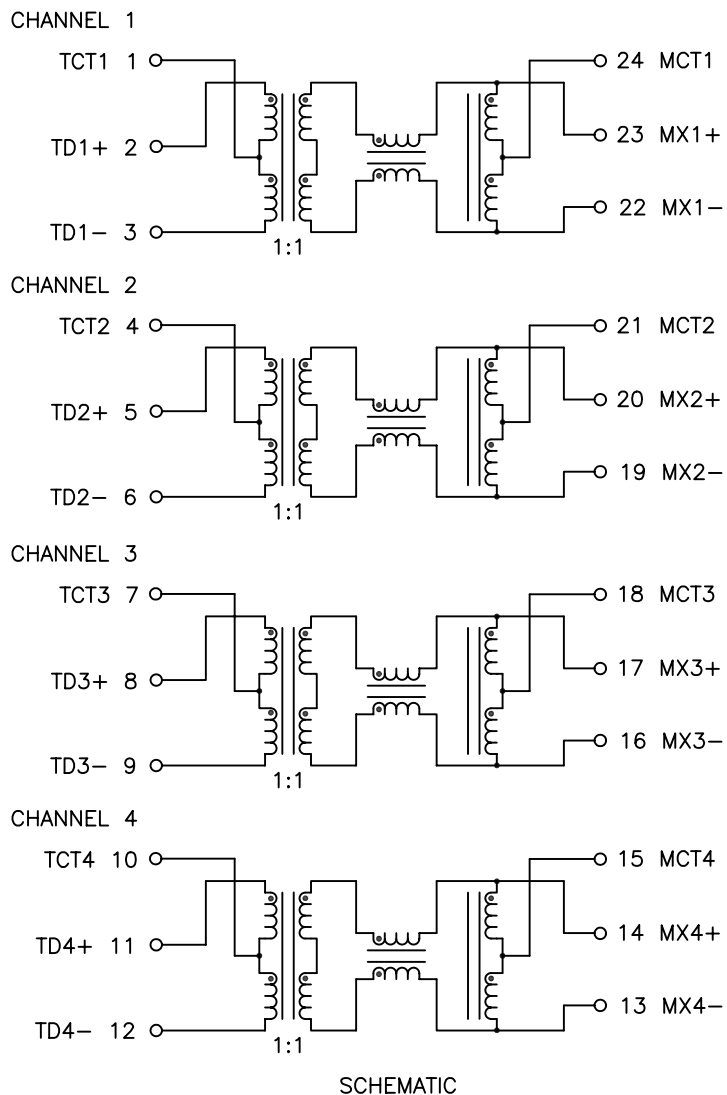 CHANNEL 1
TCT1 1
24 MCT1
TD1+ 2
23 MX1+
22 MX1−
TD1− 3
1:1
CHANNEL 2
TCT2 4
21 MCT2
TD2+ 5
20 MX2+
19 MX2−
TD2− 6
1:1
CHANNEL 3
TCT3 7
18 MCT3
TD3+ 8
17 MX3+
16 MX3−
TD3− 9
1:1
CHANNEL 4
TCT4 10
15 MCT4
TD4+ 11
14 MX4+
13 MX4−
TD4− 12
1:1
SCHEMATIC